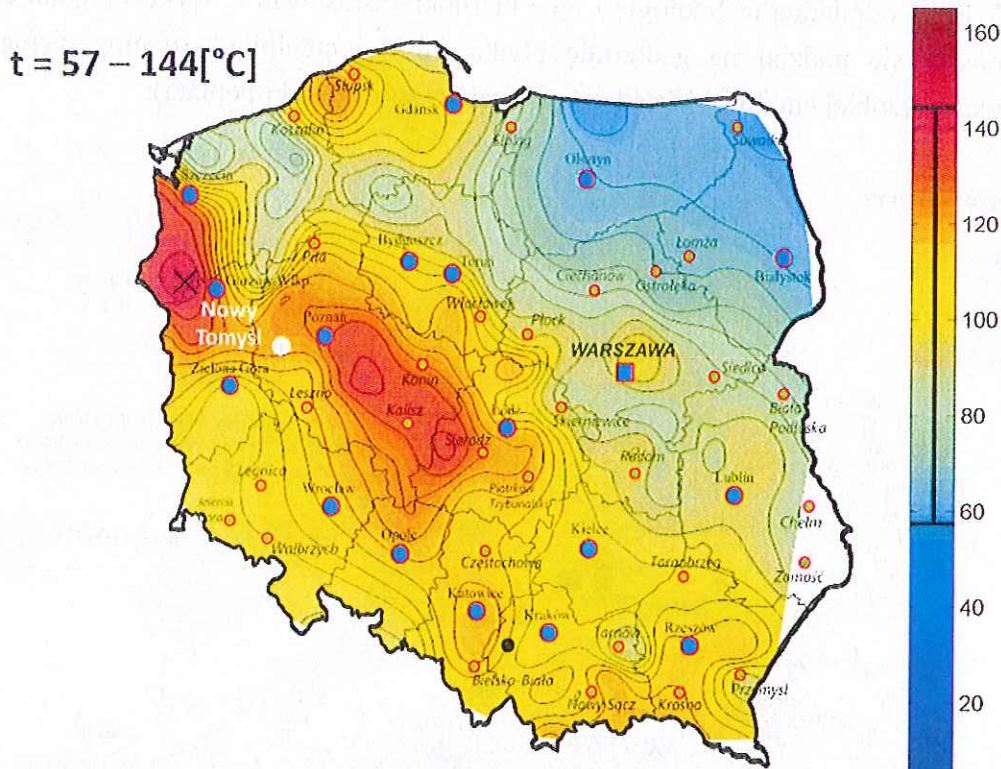 t = 57 – 144[°C]
160
140
120
100
80
60
40
20
Słupsk
Gdańsk
Koszalin
Elbląg
Suwałki
Olsztyn
Szczecin
Piła
Bydgoszcz
Toruń
Łomża
Ciechanów
Ostrołęka
Białystok
Gorzów Wlkp.
Włocławek
Płock
Nowy
Tomyśl
Poznań
WARSZAWA
Siedlce
Zielona Góra
Leszno
Konin
Kalisz
Łódź
Skierniewice
Biała
Podlaska
Sieradz
Piotrków
Trybunalski
Radom
Lublin
Legnica
Wrocław
Jelenia
Góra
Wałbrzych
Opole
Częstochowa
Kielce
Chełm
Tarnobrzeg
Zamość
Katowice
Kraków
Tarnów
Rzeszów
Bielsko-Biała
Nowy Sącz
Krosno
Przemyśl